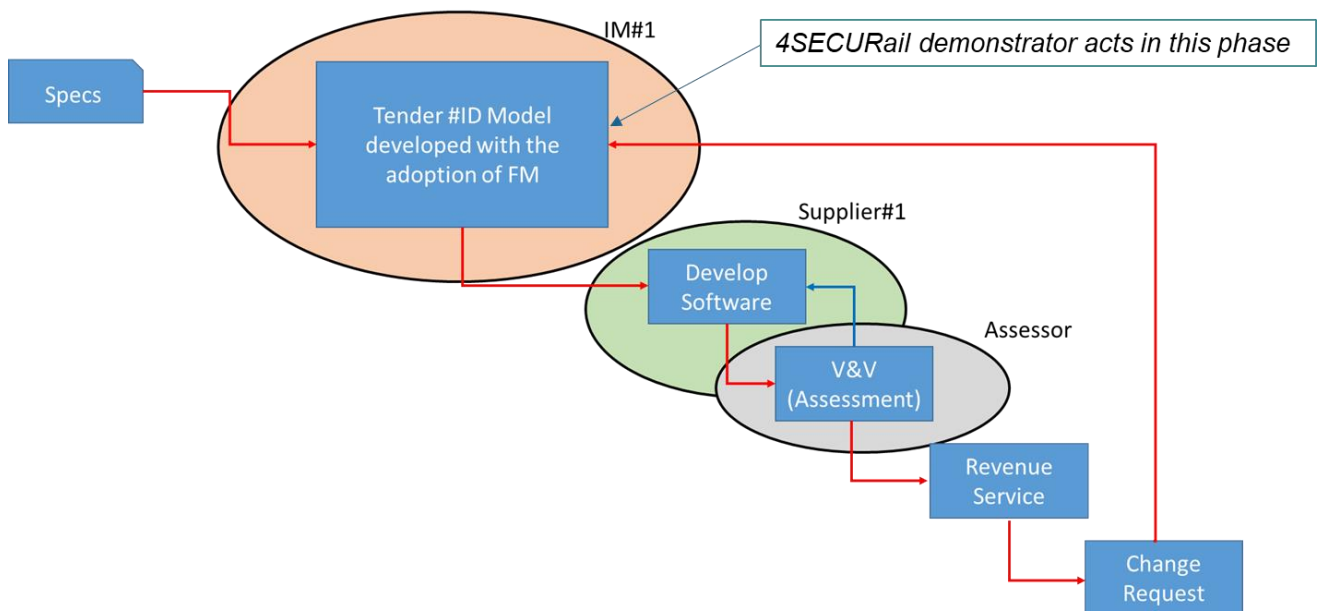 IM#1
4SECURail demonstrator acts in this phase
Specs
Tender #ID Model
developed with the
adoption of FM
Supplier#1
Develop
Software
Assessor
V&V
(Assessment)
Revenue
Service
Change
Request